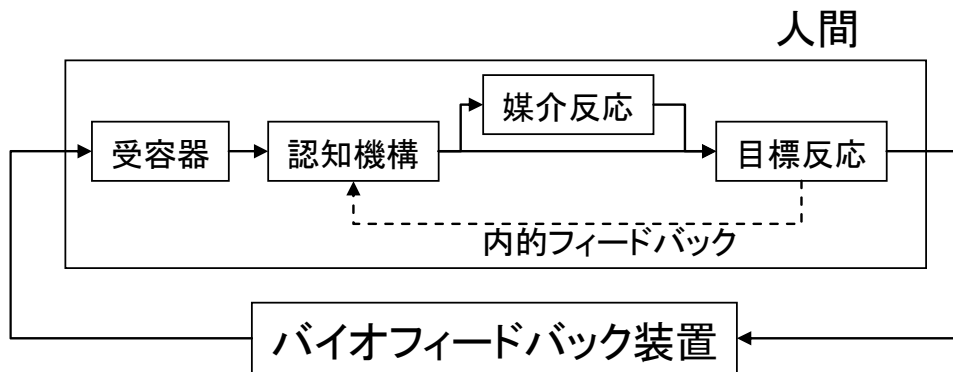 人間
媒介反応
受容器
認知機構
目標反応
内的フィードバック
バイオフィードバック装置